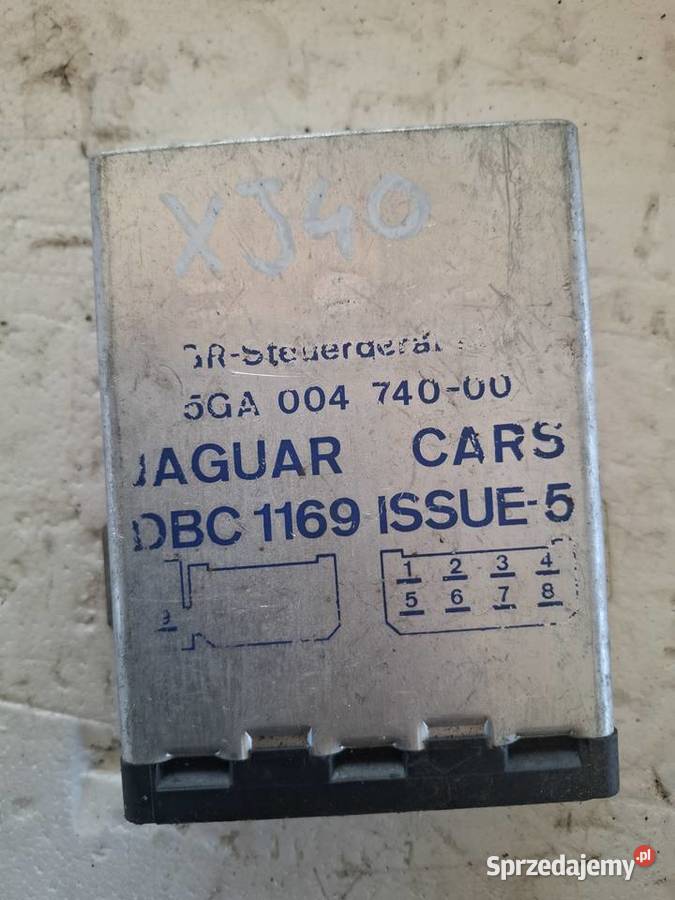 XJ40
GR-Steuergerät
5GA 004 740-00
JAGUAR CARS
DBC 1169 ISSUE-5
1 2 3 4
9 5 6 7 8
Sprzedajemy.pl